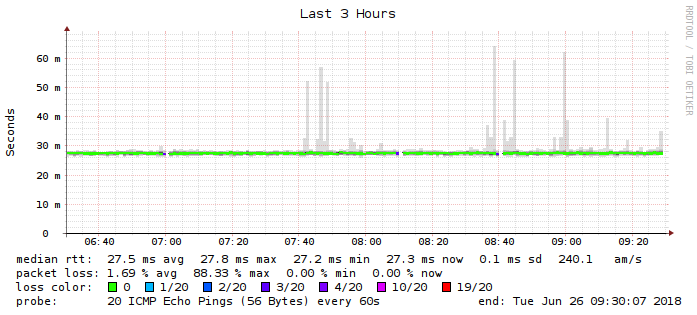 Last 3 Hours
RRDTOOL / TOBI OETIKER
Seconds
60 m
50 m
40 m
30 m
20 m
10 m
0
06:40 07:00 07:20 07:40 08:00 08:20 08:40 09:00 09:20
median rtt: 27.5 ms avg 27.8 ms max 27.2 ms min 27.3 ms now 0.1 ms sd 240.1 am/s
packet loss: 1.69 % avg 88.33 % max 0.00 % min 0.00 % now
loss color: 0 1/20 2/20 3/20 4/20 10/20 19/20
probe: 20 ICMP Echo Pings (56 Bytes) every 60s end: Tue Jun 26 09:30:07 2018